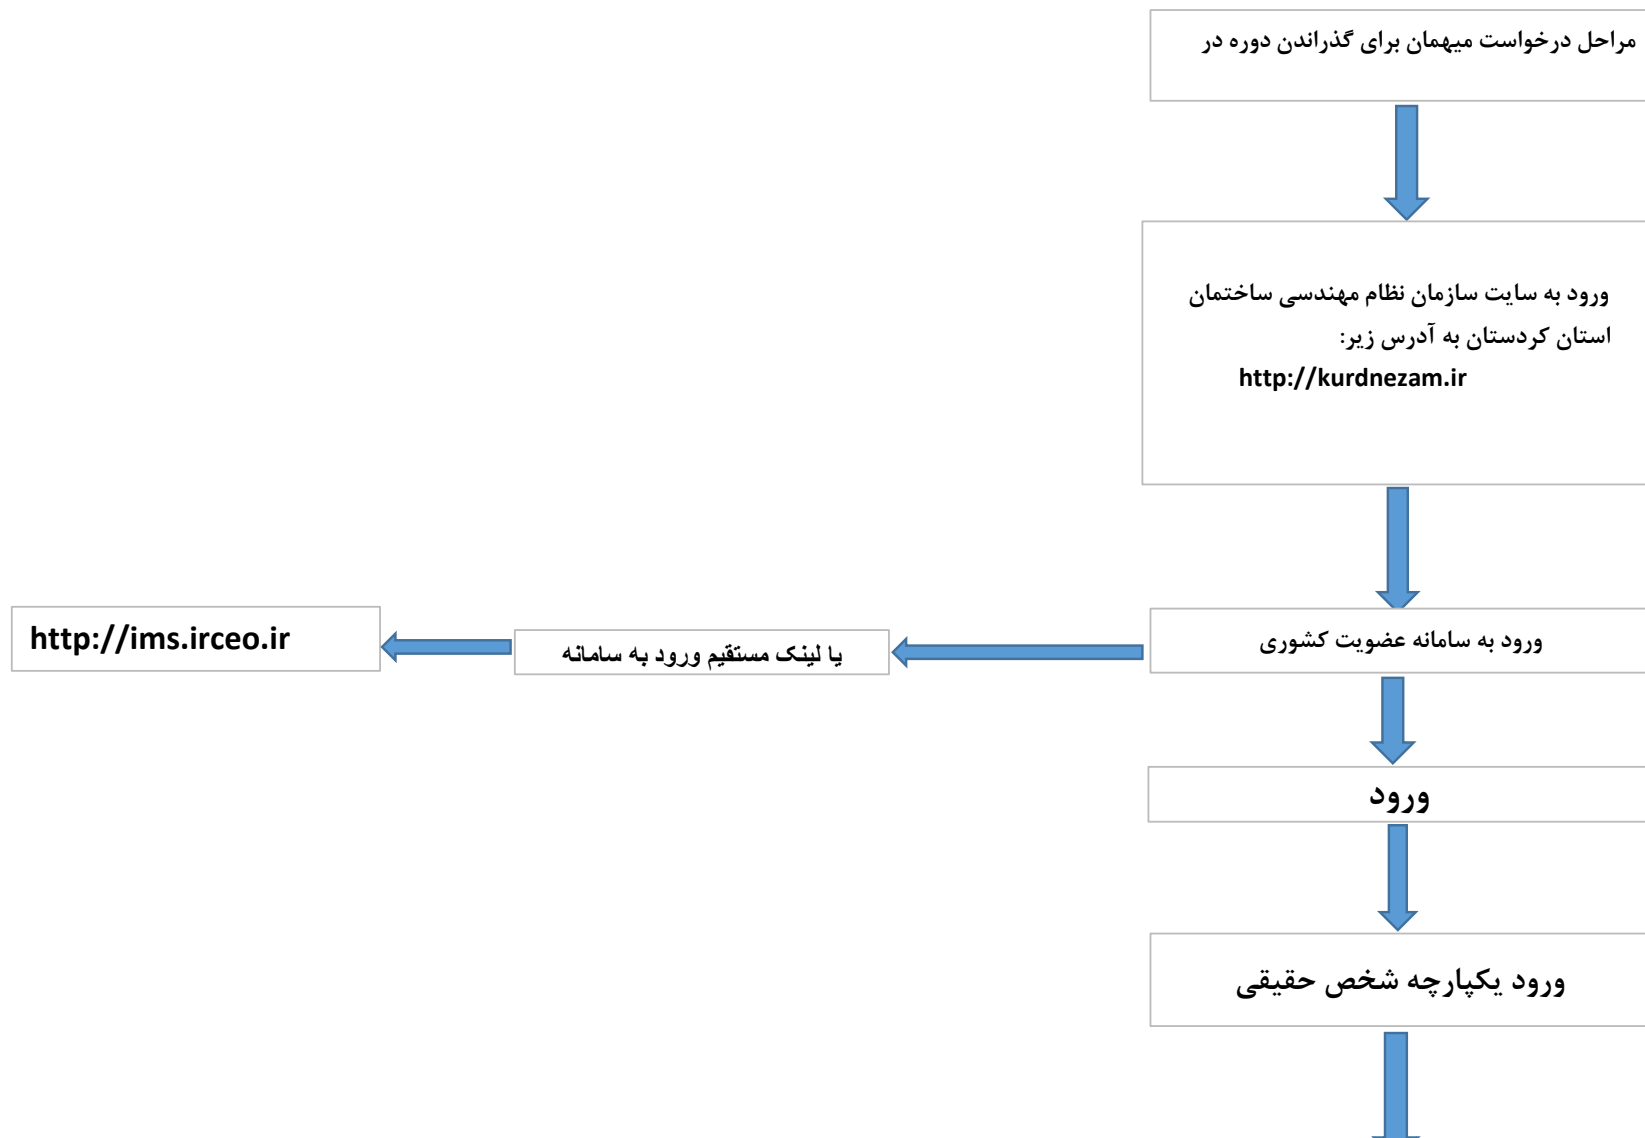 مراحل درخواست میهمان برای گذراندن دوره در
ورود به سایت سازمان نظام مهندسی ساختمان
استان کردستان به آدرس زیر:
http://kurdnezam.ir
ورود به سامانه عضویت کشوری
یا لینک مستقیم ورود به سامانه
http://ims.irceo.ir
ورود
ورود یکپارچه شخص حقیقی